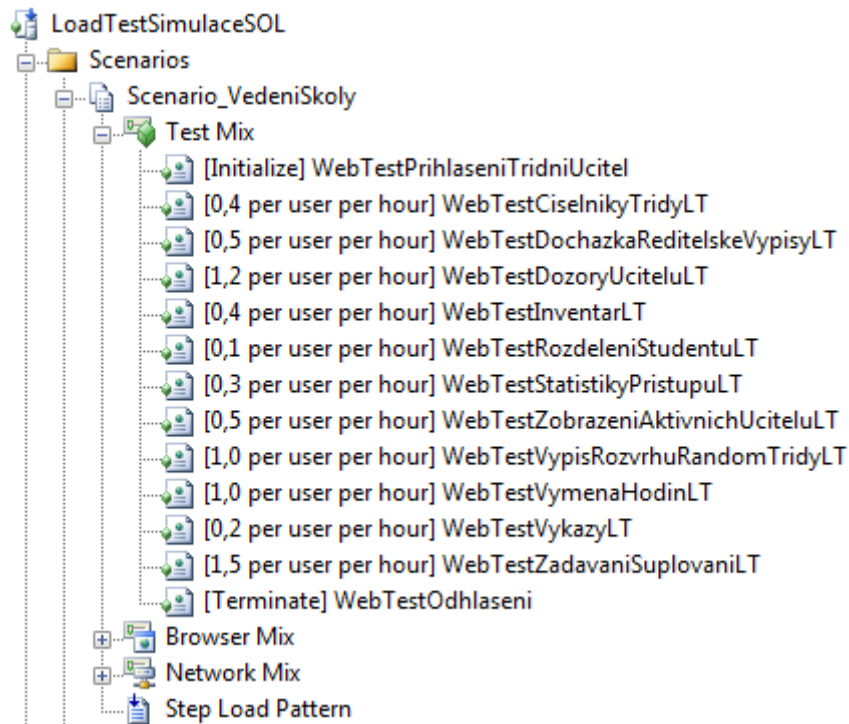 LoadTestSimulaceSOL
Scenarios
Scenario_VedeniSkoly
Test Mix
[Initialize] WebTestPrihlaseniTridniUcitel
[0,4 per user per hour] WebTestCiselnikyTridyLT
[0,5 per user per hour] WebTestDochazkaReditelskeVypisyLT
[1,2 per user per hour] WebTestDozoryUciteluLT
[0,4 per user per hour] WebTestInventarLT
[0,1 per user per hour] WebTestRozdeleniStudentuLT
[0,3 per user per hour] WebTestStatistikyPristupuLT
[0,5 per user per hour] WebTestZobrazeniAktivnichUciteluLT
[1,0 per user per hour] WebTestVypisRozvrhuRandomTridyLT
[1,0 per user per hour] WebTestVymenaHodinLT
[0,2 per user per hour] WebTestVykazyLT
[1,5 per user per hour] WebTestZadavaniSuplovaniLT
[Terminate] WebTestOdhlaseni
Browser Mix
Network Mix
Step Load Pattern